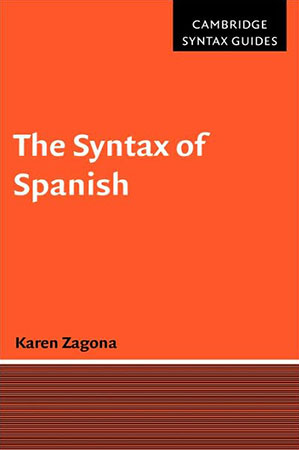 CAMBRIDGE
SYNTAX GUIDES
The Syntax of
Spanish
Karen Zagona